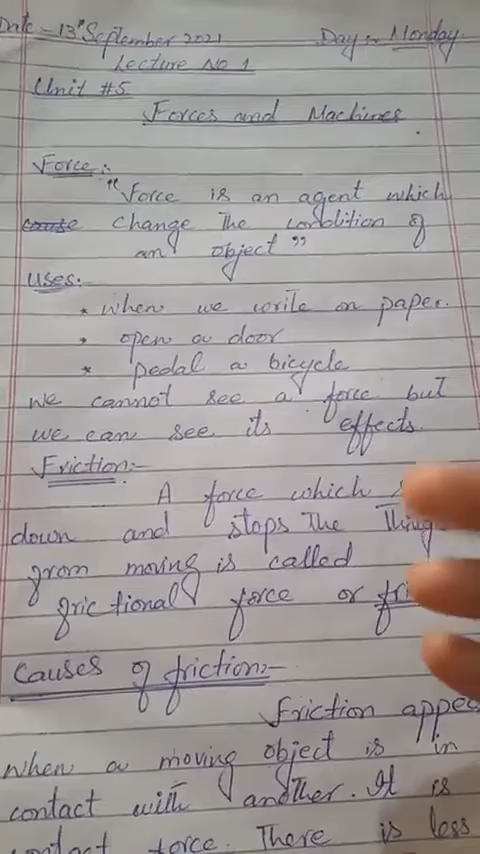 Date - 13th September 2021 Day :- Monday
Lecture No 1
Unit #5
Forces and Machines
Force:-
"Force is an agent which
cause change the condition of
an object"
Uses:-
* when we write on paper.
* open a door
* pedal a bicycle
we cannot see a force but
we can see its effects.
Friction:-
A force which
down and stops The Thing
from moving is called
frictional force or
Causes of friction:-
friction
when a moving object is in
contact with another. It is
contact force. There is less